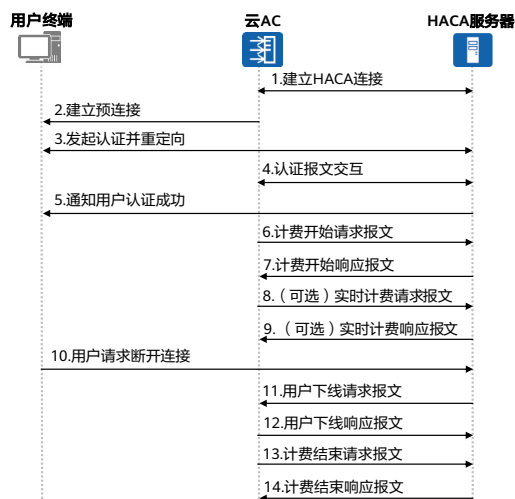 用户终端
云AC
HACA服务器
1.建立HACA连接
2.建立预连接
3.发起认证并重定向
4.认证报文交互
5.通知用户认证成功
6.计费开始请求报文
7.计费开始响应报文
8.（可选）实时计费请求报文
9.（可选）实时计费响应报文
10.用户请求断开连接
11.用户下线请求报文
12.用户下线响应报文
13.计费结束请求报文
14.计费结束响应报文